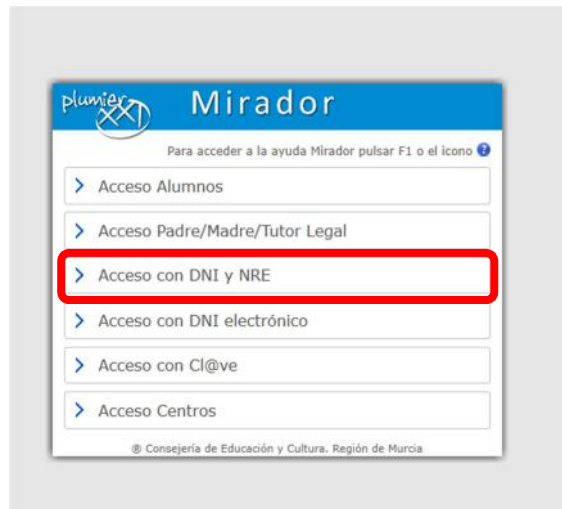 plumier XXI
Mirador
Para acceder a la ayuda Mirador pulsar F1 o el icono ?
Acceso Alumnos
Acceso Padre/Madre/Tutor Legal
Acceso con DNI y NRE
Acceso con DNI electrónico
Acceso con Cl@ve
Acceso Centros
® Consejería de Educación y Cultura. Región de Murcia